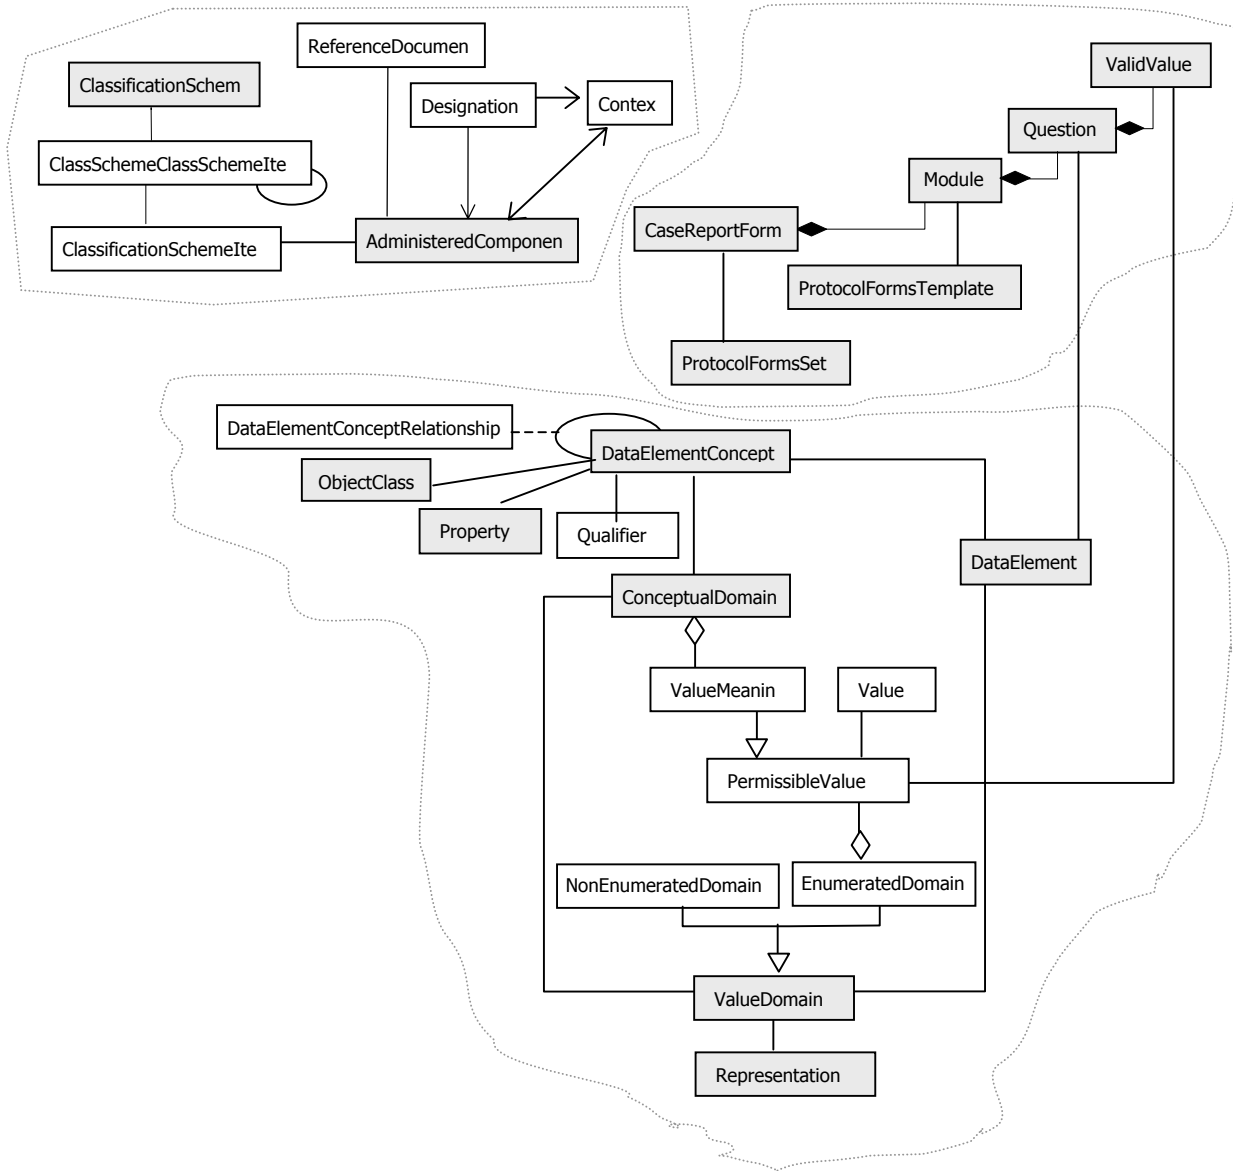 ReferenceDocumen
ClassificationSchem
Designation
Contex
ClassSchemeClassSchemeIte
ClassificationSchemeIte
AdministeredComponen
ValidValue
Question
Module
CaseReportForm
ProtocolFormsTemplate
ProtocolFormsSet
DataElementConceptRelationship
DataElementConcept
ObjectClass
Property
Qualifier
DataElement
ConceptualDomain
ValueMeanin
Value
PermissibleValue
NonEnumeratedDomain
EnumeratedDomain
ValueDomain
Representation